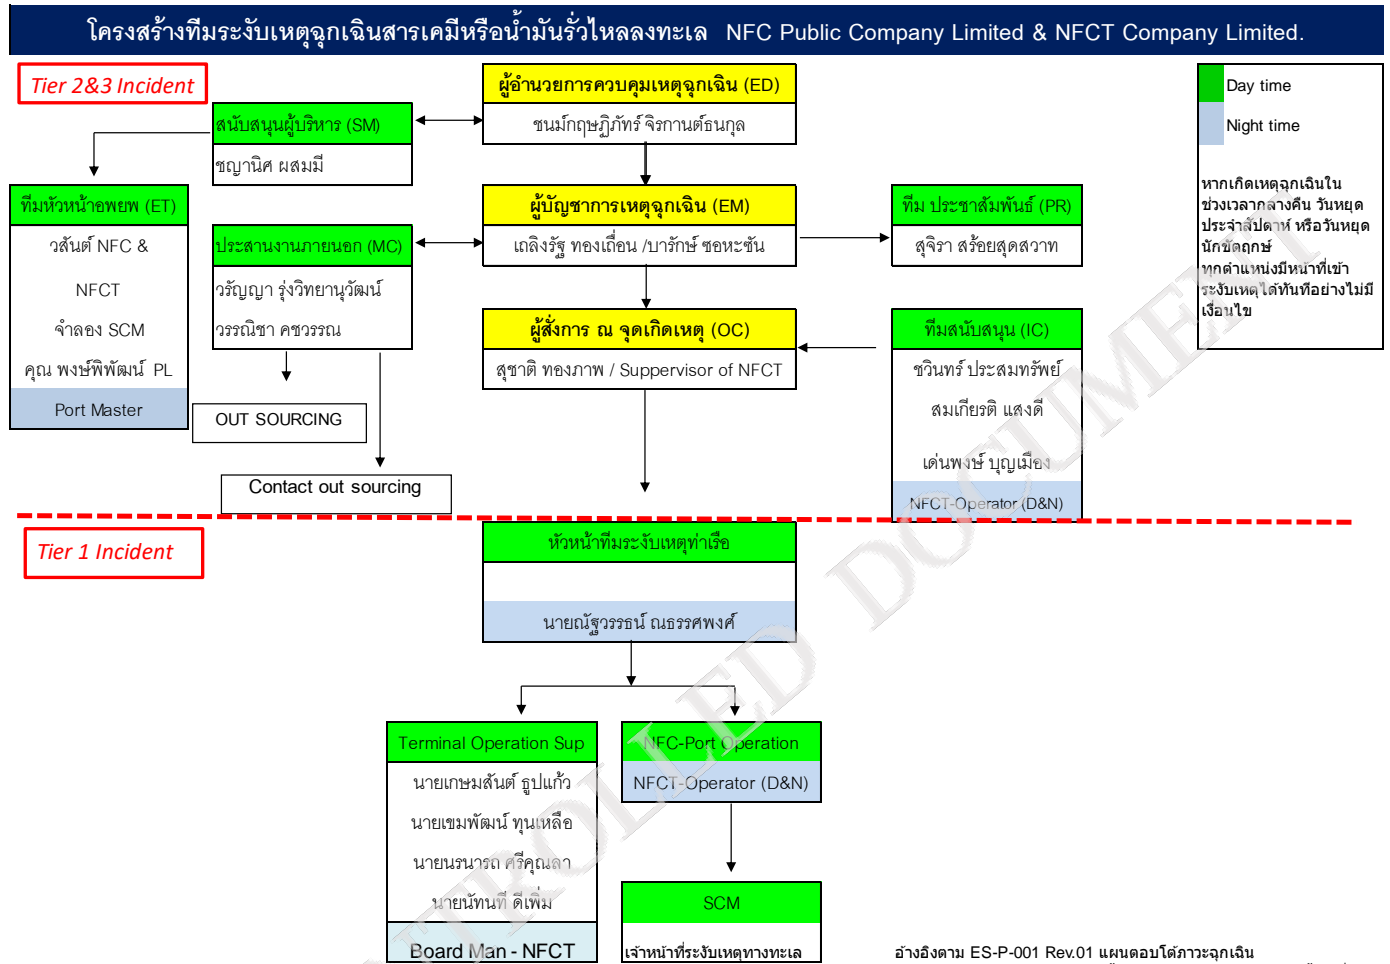 โครงสร้างทีมระงับเหตุฉุกเฉินสารเคมีหรือน้ำมันรั่วไหลลงทะเล NFC Public Company Limited & NFCT Company Limited.
Tier 2&3 Incident
ผู้อำนวยการควบคุมเหตุฉุกเฉิน (ED)
ชนม์กฤษฏิภัทร์ จิรกานต์ธนกุล
สนับสนุนผู้บริหาร (SM)
ชญานิศ ผสมมี
Day time
Night time
หากเกิดเหตุฉุกเฉินใน
ช่วงเวลากลางคืน วันหยุด
ประจำสัปดาห์ หรือวันหยุด
นักขัตฤกษ์
ทุกตำแหน่งมีหน้าที่เข้า
ระงับเหตุได้ทันทีอย่างไม่มี
เงื่อนไข
ทีมหัวหน้าอพยพ (ET)
วสันต์ NFC &
NFCT
จำลอง SCM
คุณ พงษ์พิพัฒน์ PL
Port Master
ประสานงานภายนอก (MC)
วรัญญา รุ่งวิทยานุวัฒน์
วรรณิชา คชวรรณ
ผู้บัญชาการเหตุฉุกเฉิน (EM)
เถลิงรัฐ ทองเถื่อน /บารักษ์ ซอหะซัน
ทีม ประชาสัมพันธ์ (PR)
สุจิรา สร้อยสุดสวาท
ผู้สั่งการ ณ จุดเกิดเหตุ (OC)
สุชาติ ทองภาพ / Suppervisor of NFCT
ทีมสนับสนุน (IC)
ชวินทร์ ประสมทรัพย์
สมเกียรติ แสงดี
เด่นพงษ์ บุญเมือง
NFCT-Operator (D&N)
OUT SOURCING
Contact out sourcing
Tier 1 Incident
หัวหน้าทีมระงับเหตุท่าเรือ
นายณัฐวรรธน์ ณธรรศพงศ์
Terminal Operation Sup
นายเกษมสันต์ ธูปแก้ว
นายเขมพัฒน์ ทุนเหลือ
นายนรนารถ ศรีคุณลา
นายนัทนที ดีเพิ่ม
Board Man - NFCT
NFC-Port Operation
NFCT-Operator (D&N)
SCM
เจ้าหน้าที่ระงับเหตุทางทะเล
อ้างอิงตาม ES-P-001 Rev.01 แผนตอบโต้ภาวะฉุกเฉิน
NTROLLED DOCUMENT